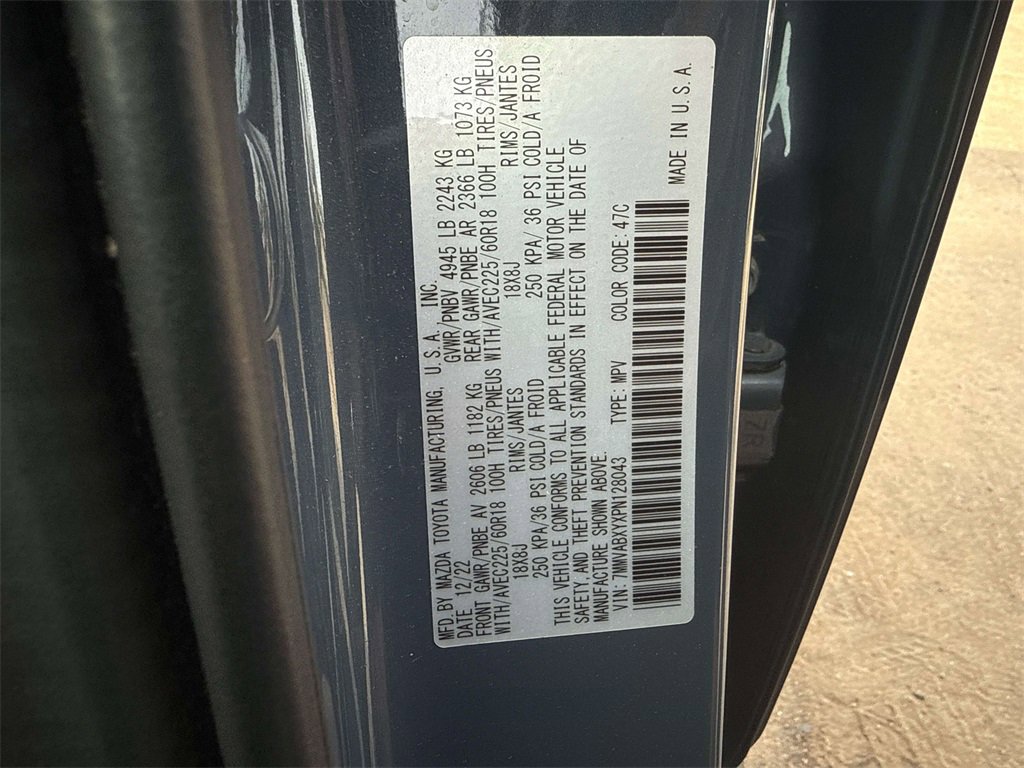 MFD. BY MAZDA TOYOTA MANUFACTURING, U.S.A. INC.
DATE 12/22 GVWR/PNBV 4945 LB 2243 KG
FRONT GAWR/PNBE AV 2606 LB 1182 KG REAR GAWR/PNBE AR 2366 LB 1073 KG
WITH/AVEC225/60R18 100H TIRES/PNEUS WITH/AVEC225/60R18 100H TIRES/PNEUS
18X8J RIMS/JANTES 18X8J RIMS/JANTES
250 KPA/36 PSI COLD/A FROID 250 KPA/ 36 PSI COLD/A FROID
THIS VEHICLE CONFORMS TO ALL APPLICABLE FEDERAL MOTOR VEHICLE
SAFETY, AND THEFT PREVENTION STANDARDS IN EFFECT ON THE DATE OF
MANUFACTURE SHOWN ABOVE.
VIN: 7MMVABXYXPN128043 TYPE: MPV COLOR CODE: 47C
MADE IN U.S.A.